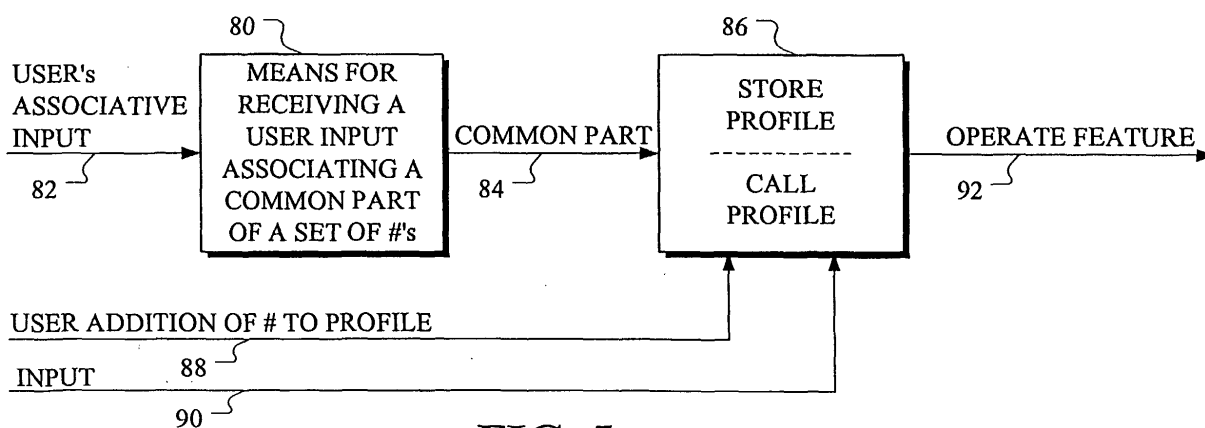 80
86
USER's
ASSOCIATIVE
INPUT
82
MEANS FOR
RECEIVING A
USER INPUT
ASSOCIATING A
COMMON PART
OF A SET OF #'s
COMMON PART
84
STORE
PROFILE
CALL
PROFILE
OPERATE FEATURE
92
USER ADDITION OF # TO PROFILE
88
INPUT
90